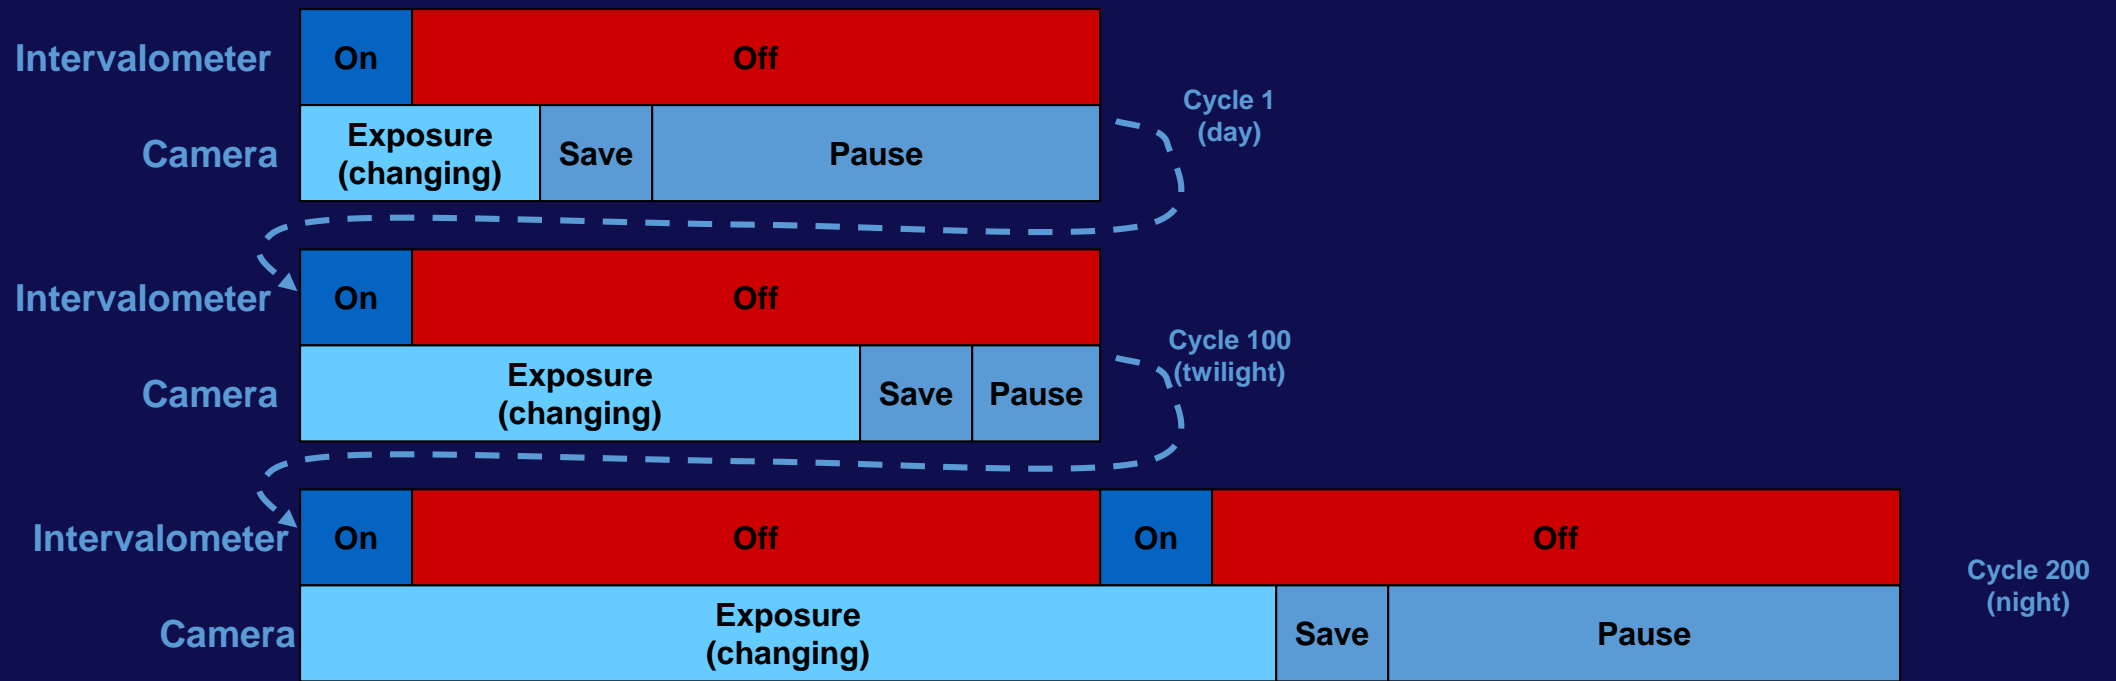 Intervalometer
On
Off
Camera
Exposure
(changing)
Save
Pause
Cycle 1
(day)
Intervalometer
On
Off
Camera
Exposure
(changing)
Save
Pause
Cycle 100
(twilight)
Intervalometer
On
Off
On
Off
Camera
Exposure
(changing)
Save
Pause
Cycle 200
(night)